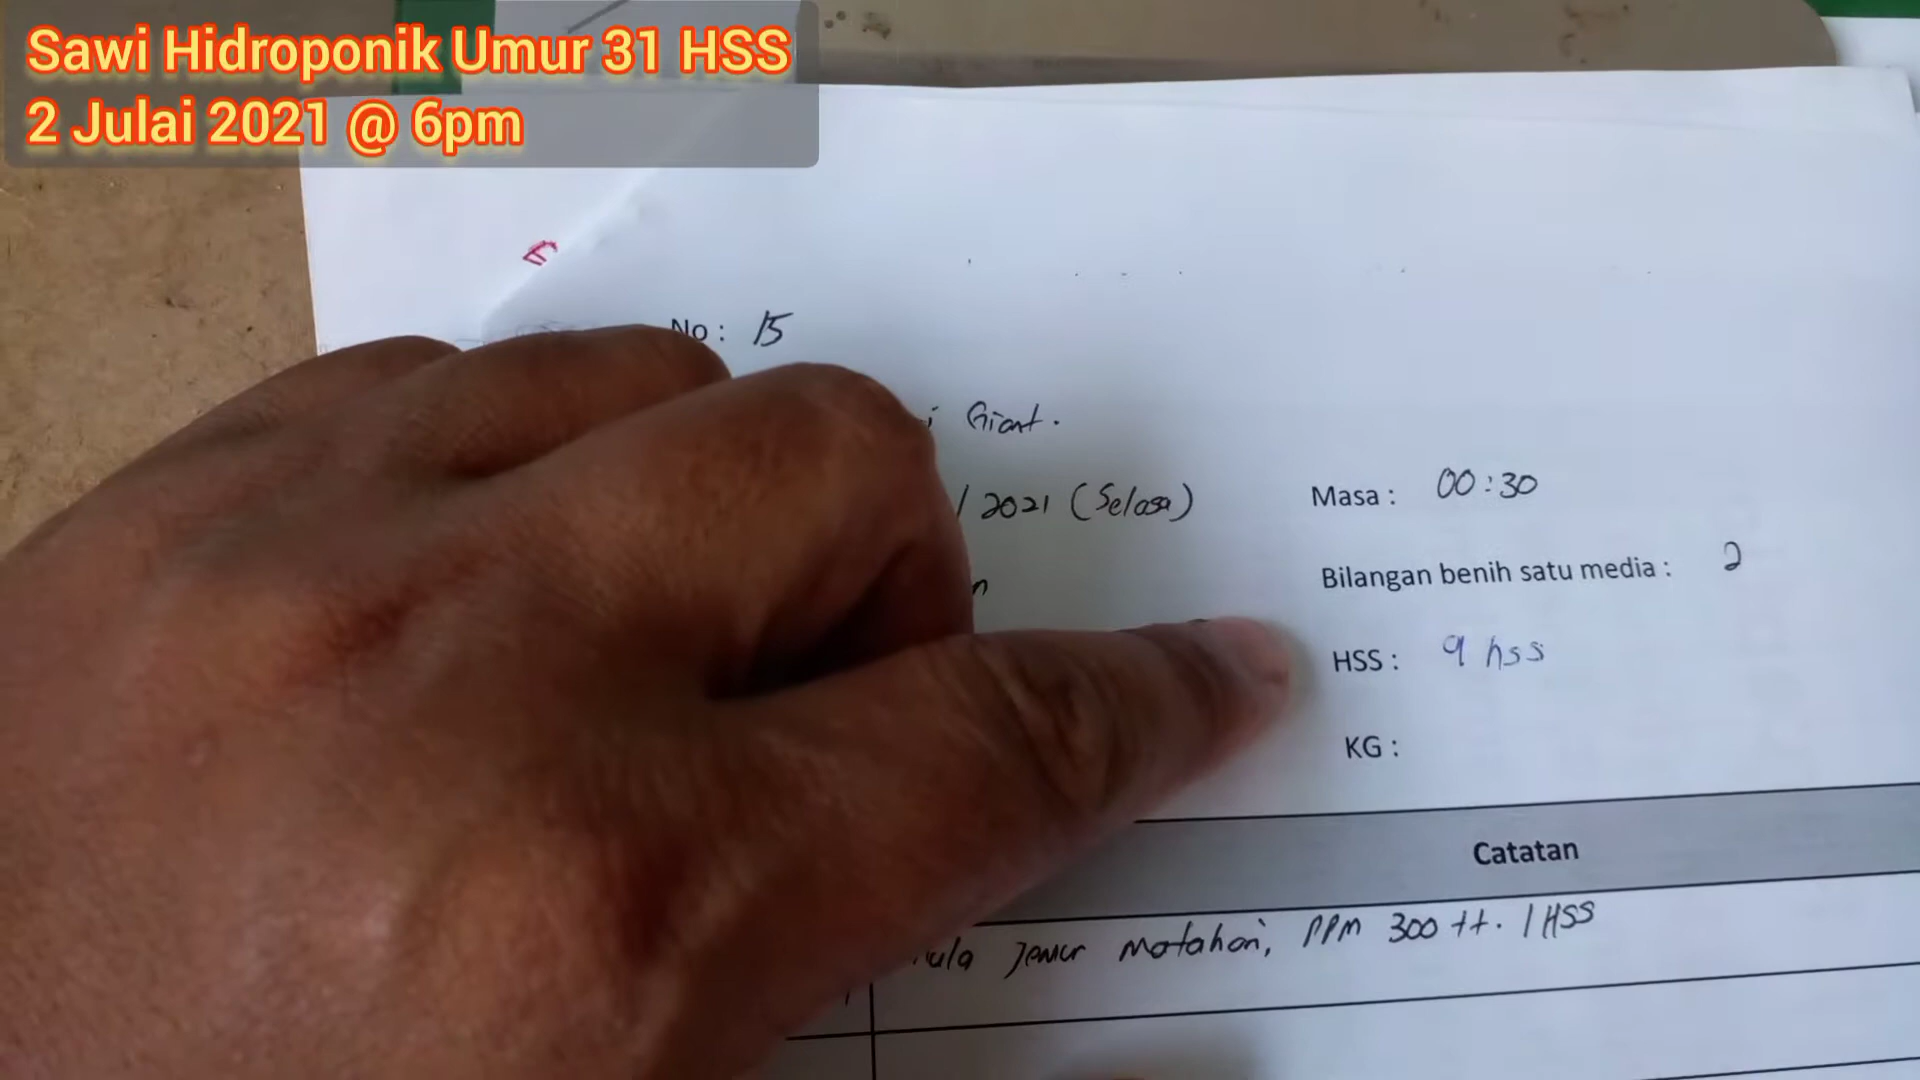 Sawi Hidroponik Umur 31 HSS
2 Julai 2021 @ 6pm
E
No : 15
Giant.
/ 2021 (Selasa)
Masa : 00:30
Bilangan benih satu media : 2
HSS : 9 hss
KG :
Catatan
Jemur Matahari, PPM 300 tt. 1 HSS